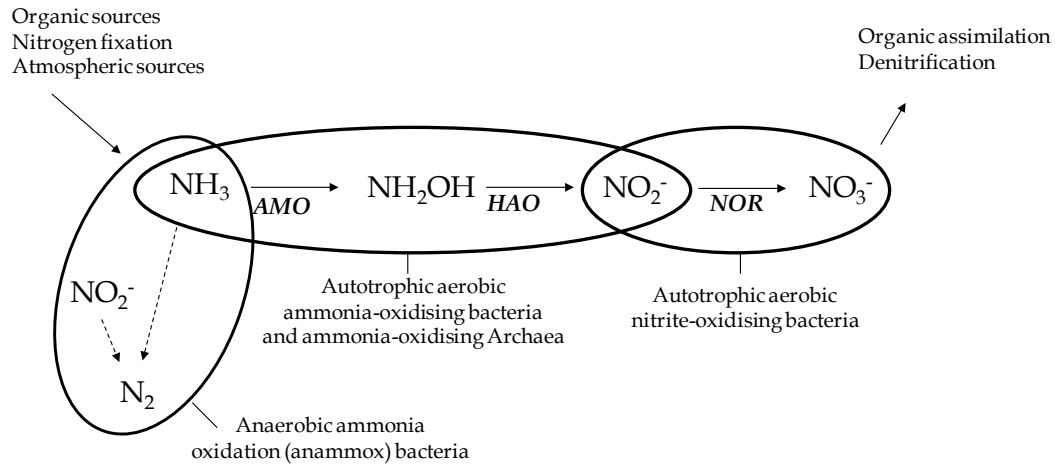 Organic sources
Nitrogen fixation
Atmospheric sources
Organic assimilation
Denitrification
NH₃
AMO
NH₂OH
HAO
NO₂⁻
NOR
NO₃⁻
Autotrophic aerobic
ammonia-oxidising bacteria
and ammonia-oxidising Archaea
Autotrophic aerobic
nitrite-oxidising bacteria
NO₂⁻
N₂
Anaerobic ammonia
oxidation (anammox) bacteria